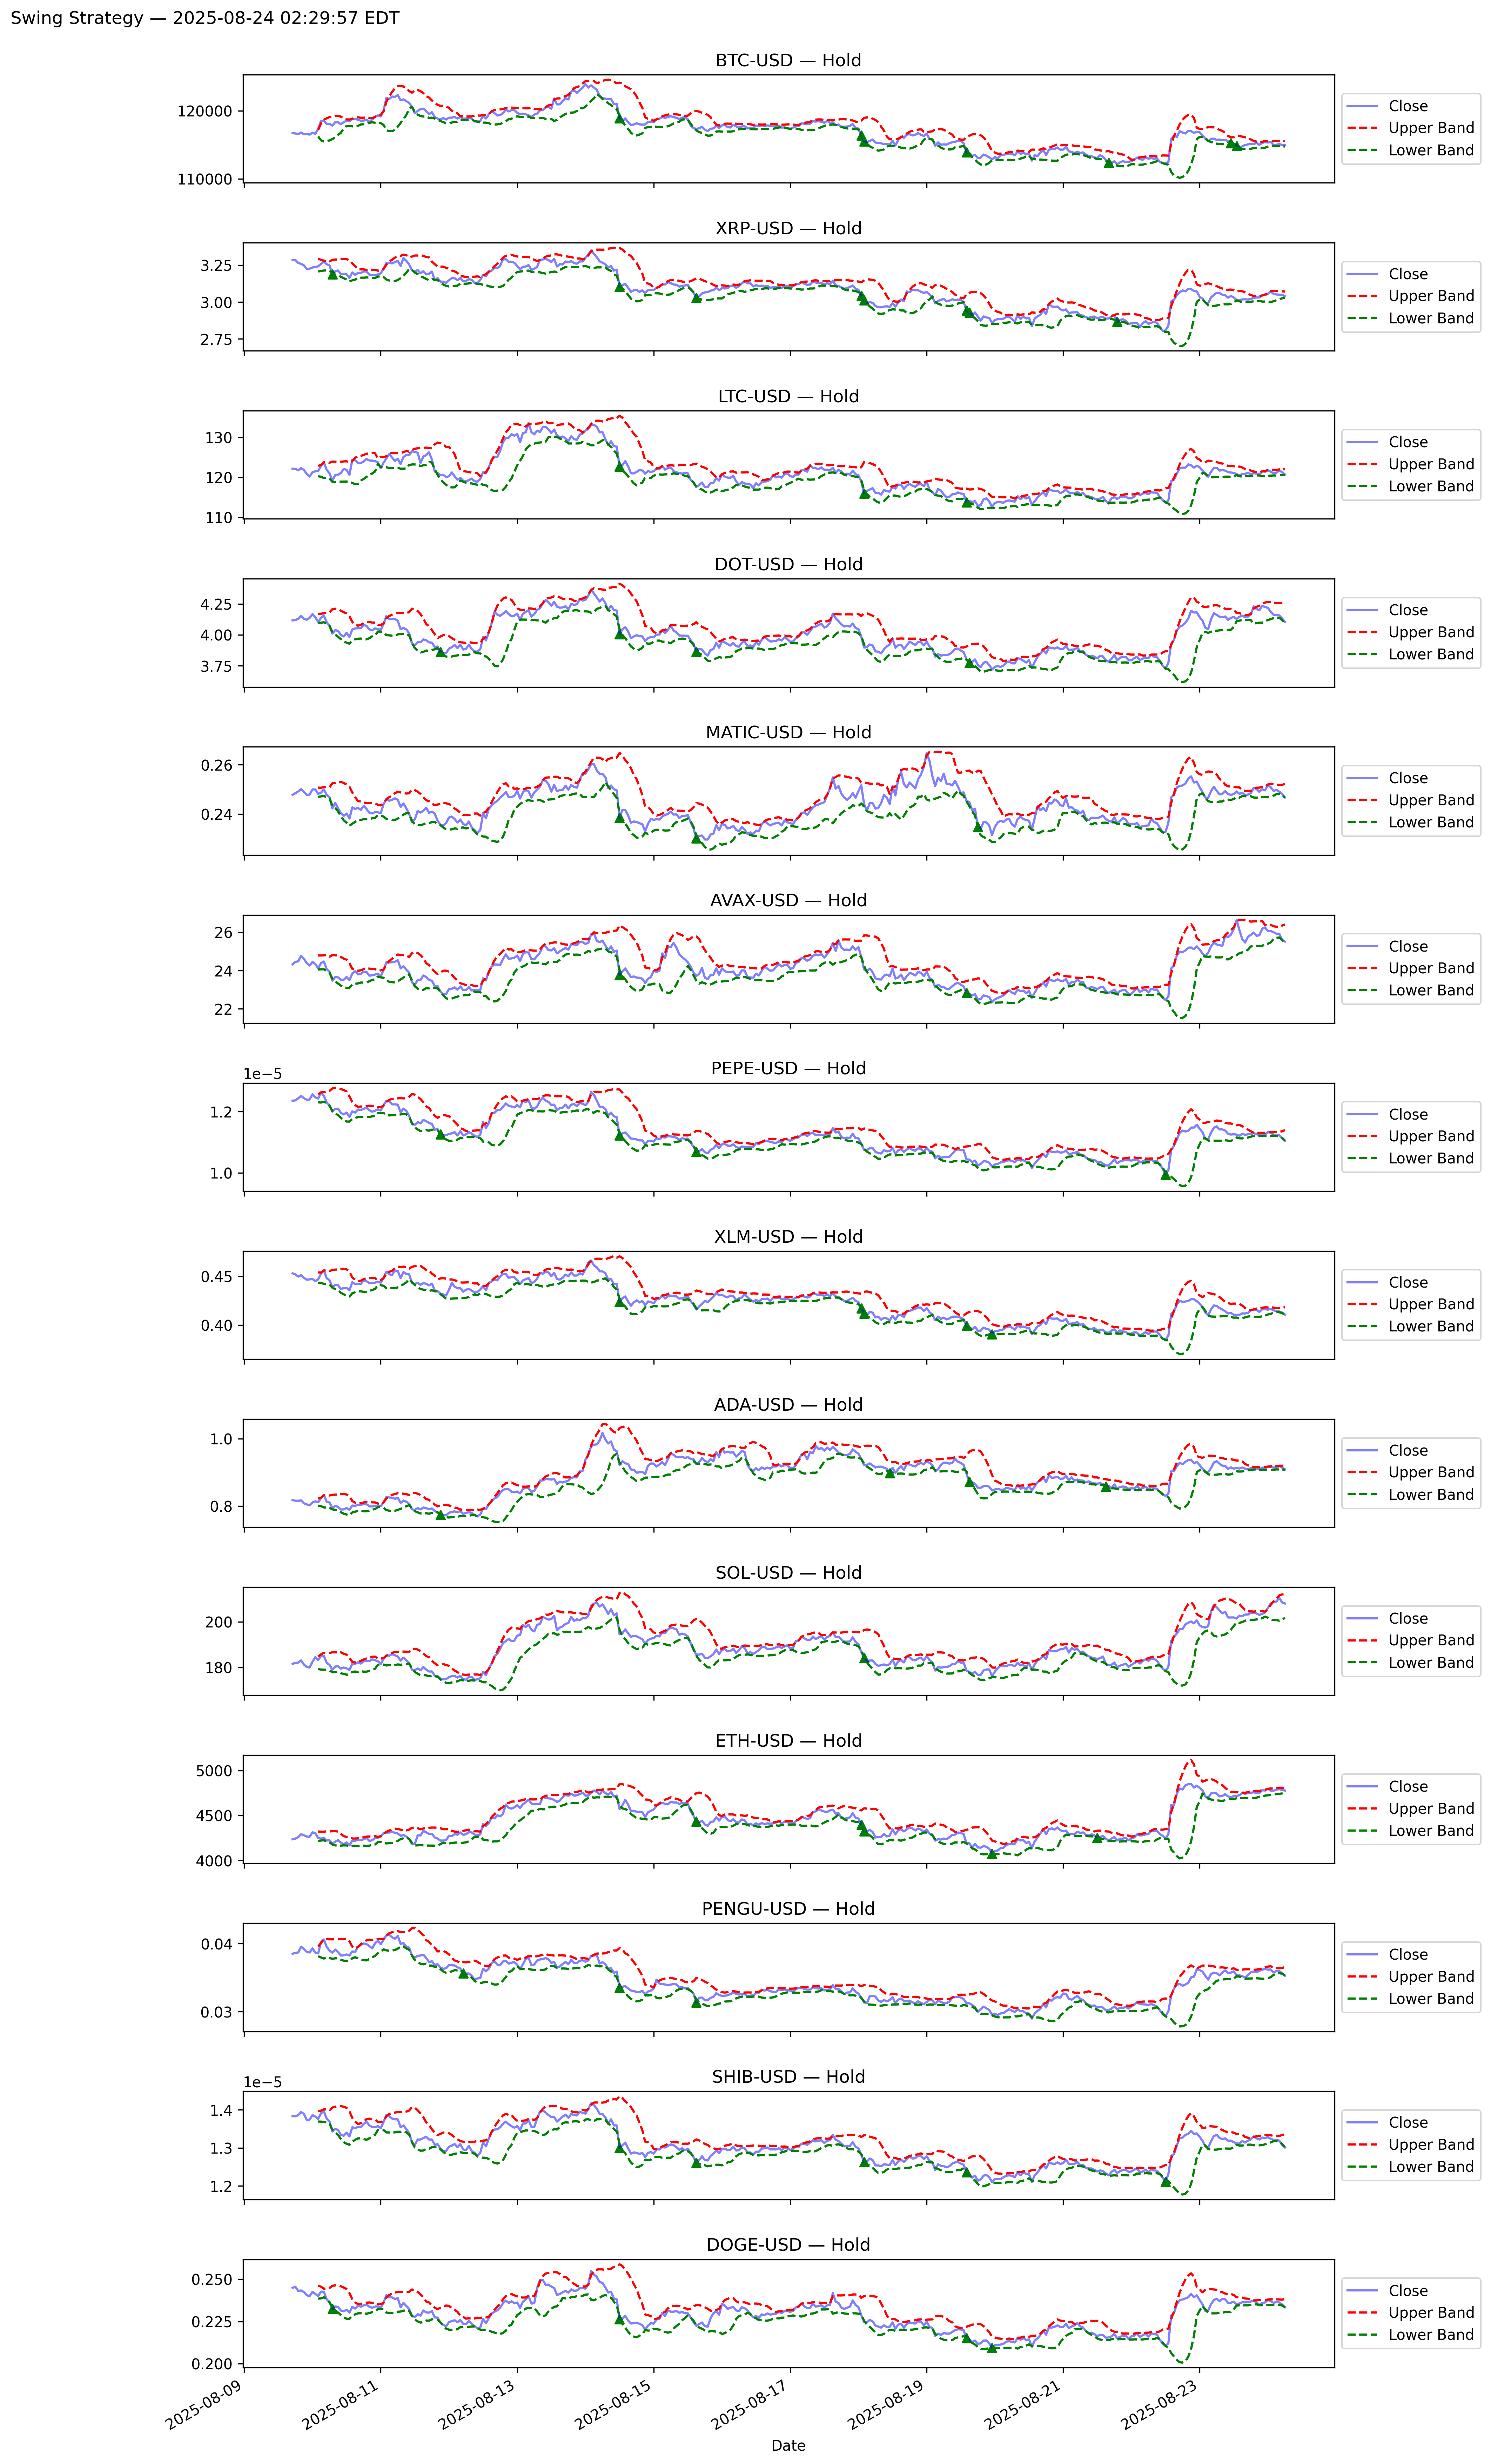 Swing Strategy — 2025-08-24 02:29:57 EDT
BTC-USD — Hold
120000
110000
Close
Upper Band
Lower Band
XRP-USD — Hold
3.25
3.00
2.75
Close
Upper Band
Lower Band
LTC-USD — Hold
130
120
110
Close
Upper Band
Lower Band
DOT-USD — Hold
4.25
4.00
3.75
Close
Upper Band
Lower Band
MATIC-USD — Hold
0.26
0.24
Close
Upper Band
Lower Band
AVAX-USD — Hold
26
24
22
Close
Upper Band
Lower Band
PEPE-USD — Hold
1e−5
1.2
1.0
Close
Upper Band
Lower Band
XLM-USD — Hold
0.45
0.40
Close
Upper Band
Lower Band
ADA-USD — Hold
1.0
0.8
Close
Upper Band
Lower Band
SOL-USD — Hold
200
180
Close
Upper Band
Lower Band
ETH-USD — Hold
5000
4500
4000
Close
Upper Band
Lower Band
PENGU-USD — Hold
0.04
0.03
Close
Upper Band
Lower Band
SHIB-USD — Hold
1e−5
1.4
1.3
1.2
Close
Upper Band
Lower Band
DOGE-USD — Hold
0.250
0.225
0.200
Close
Upper Band
Lower Band
2025-08-09
2025-08-11
2025-08-13
2025-08-15
2025-08-17
2025-08-19
2025-08-21
2025-08-23
Date